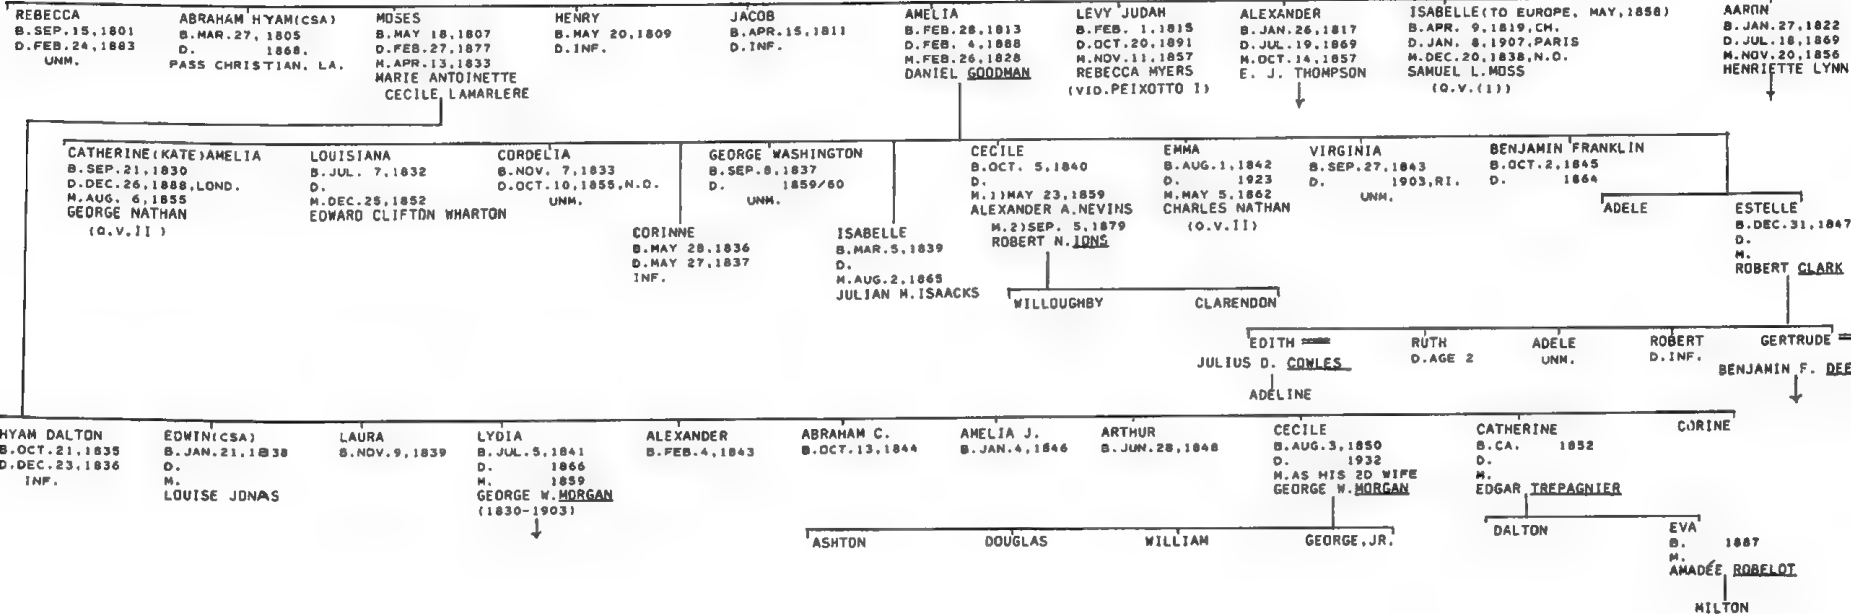 REBECCA
B.SEP.15,1801
D.FEB.24,1883
UNM.
ABRAHAM HYAM(CSA)
B.MAR.27, 1805
D. 1868,
PASS CHRISTIAN, LA.
MOSES
B.MAY 18,1807
D.FEB.27,1877
M.APR.13,1833
MARIE ANTOINETTE
CECILE LAMARLERE
HENRY
B.MAY 20,1809
D.INF.
JACOB
B.APR.15,1811
D.INF.
AMELIA
B.FEB.28,1813
D.FEB. 4,1888
M.FEB.26,1828
DANIEL GOODMAN
LEVY JUDAH
B.FEB. 1,1815
D.OCT.20,1891
M.NOV.11,1857
REBECCA MYERS
(VID.PEIXOTTO I)
ALEXANDER
B.JAN.26,1817
D.JUL.19,1869
M.OCT.14,1857
E. J. THOMPSON
ISABELLE(TO EUROPE, MAY,1858)
B.APR. 9,1819,CH.
D.JAN. 8,1907,PARIS
M.DEC.20,1838,N.O.
SAMUEL L.MOSS
(Q.V.(1))
AARON
B.JAN.27,1822
D.JUL.18,1869
M.NOV.20,1856
HENRIETTE LYNN
CATHERINE(KATE)AMELIA
B.SEP.21,1830
D.DEC.26,1888,LOND.
M.AUG. 6,1855
GEORGE NATHAN
(Q.V.II )
LOUISIANA
B.JUL. 7,1832
D.
M.DEC.25,1852
EDWARD CLIFTON WHARTON
CORDELIA
B.NOV. 7,1833
D.OCT.10,1855,N.O.
UNM.
CORINNE
B.MAY 28,1836
D.MAY 27,1837
INF.
GEORGE WASHINGTON
B.SEP.8,1837
D. 1859/60
UNM.
ISABELLE
B.MAR.5,1839
D.
M.AUG.2,1865
JULIAN M.ISAACKS
CECILE
B.OCT. 5,1840
D.
M.1)MAY 23,1859
ALEXANDER A.NEVINS
M.2)SEP. 5,1879
ROBERT N.IONS
EMMA
B.AUG.1,1842
D. 1923
M.MAY 5,1862
CHARLES NATHAN
(Q.V.II)
VIRGINIA
B.SEP.27,1843
D. 1903,RI.
UNM.
BENJAMIN FRANKLIN
B.OCT.2,1845
D. 1864
ADELE
ESTELLE
B.DEC.31,1847
D.
M.
ROBERT CLARK
WILLOUGHBY
CLARENDON
EDITH
JULIUS D. COWLES
ADELINE
RUTH
D.AGE 2
ADELE
UNM.
ROBERT
D.INF.
GERTRUDE
BENJAMIN F. DEE
HYAM DALTON
B.OCT.21,1835
D.DEC.23,1836
INF.
EDWIN(CSA)
B.JAN.21,1838
D.
M.
LOUISE JONAS
LAURA
B.NOV.9,1839
LYDIA
B.JUL.5,1841
D. 1866
M. 1859
GEORGE W.MORGAN
(1830-1903)
ALEXANDER
B.FEB.4,1843
ABRAHAM C.
B.OCT.13,1844
AMELIA J.
B.JAN.4,1846
ARTHUR
B.JUN.28,1848
CECILE
B.AUG.3,1850
D. 1932
M.AS HIS 2D WIFE
GEORGE W.MORGAN
CATHERINE
B.CA. 1852
D.
M.
EDGAR TREPAGNIER
CORINE
ASHTON
DOUGLAS
WILLIAM
GEORGE,JR.
DALTON
EVA
B. 1887
M.
AMADÉE ROBELOT
MILTON